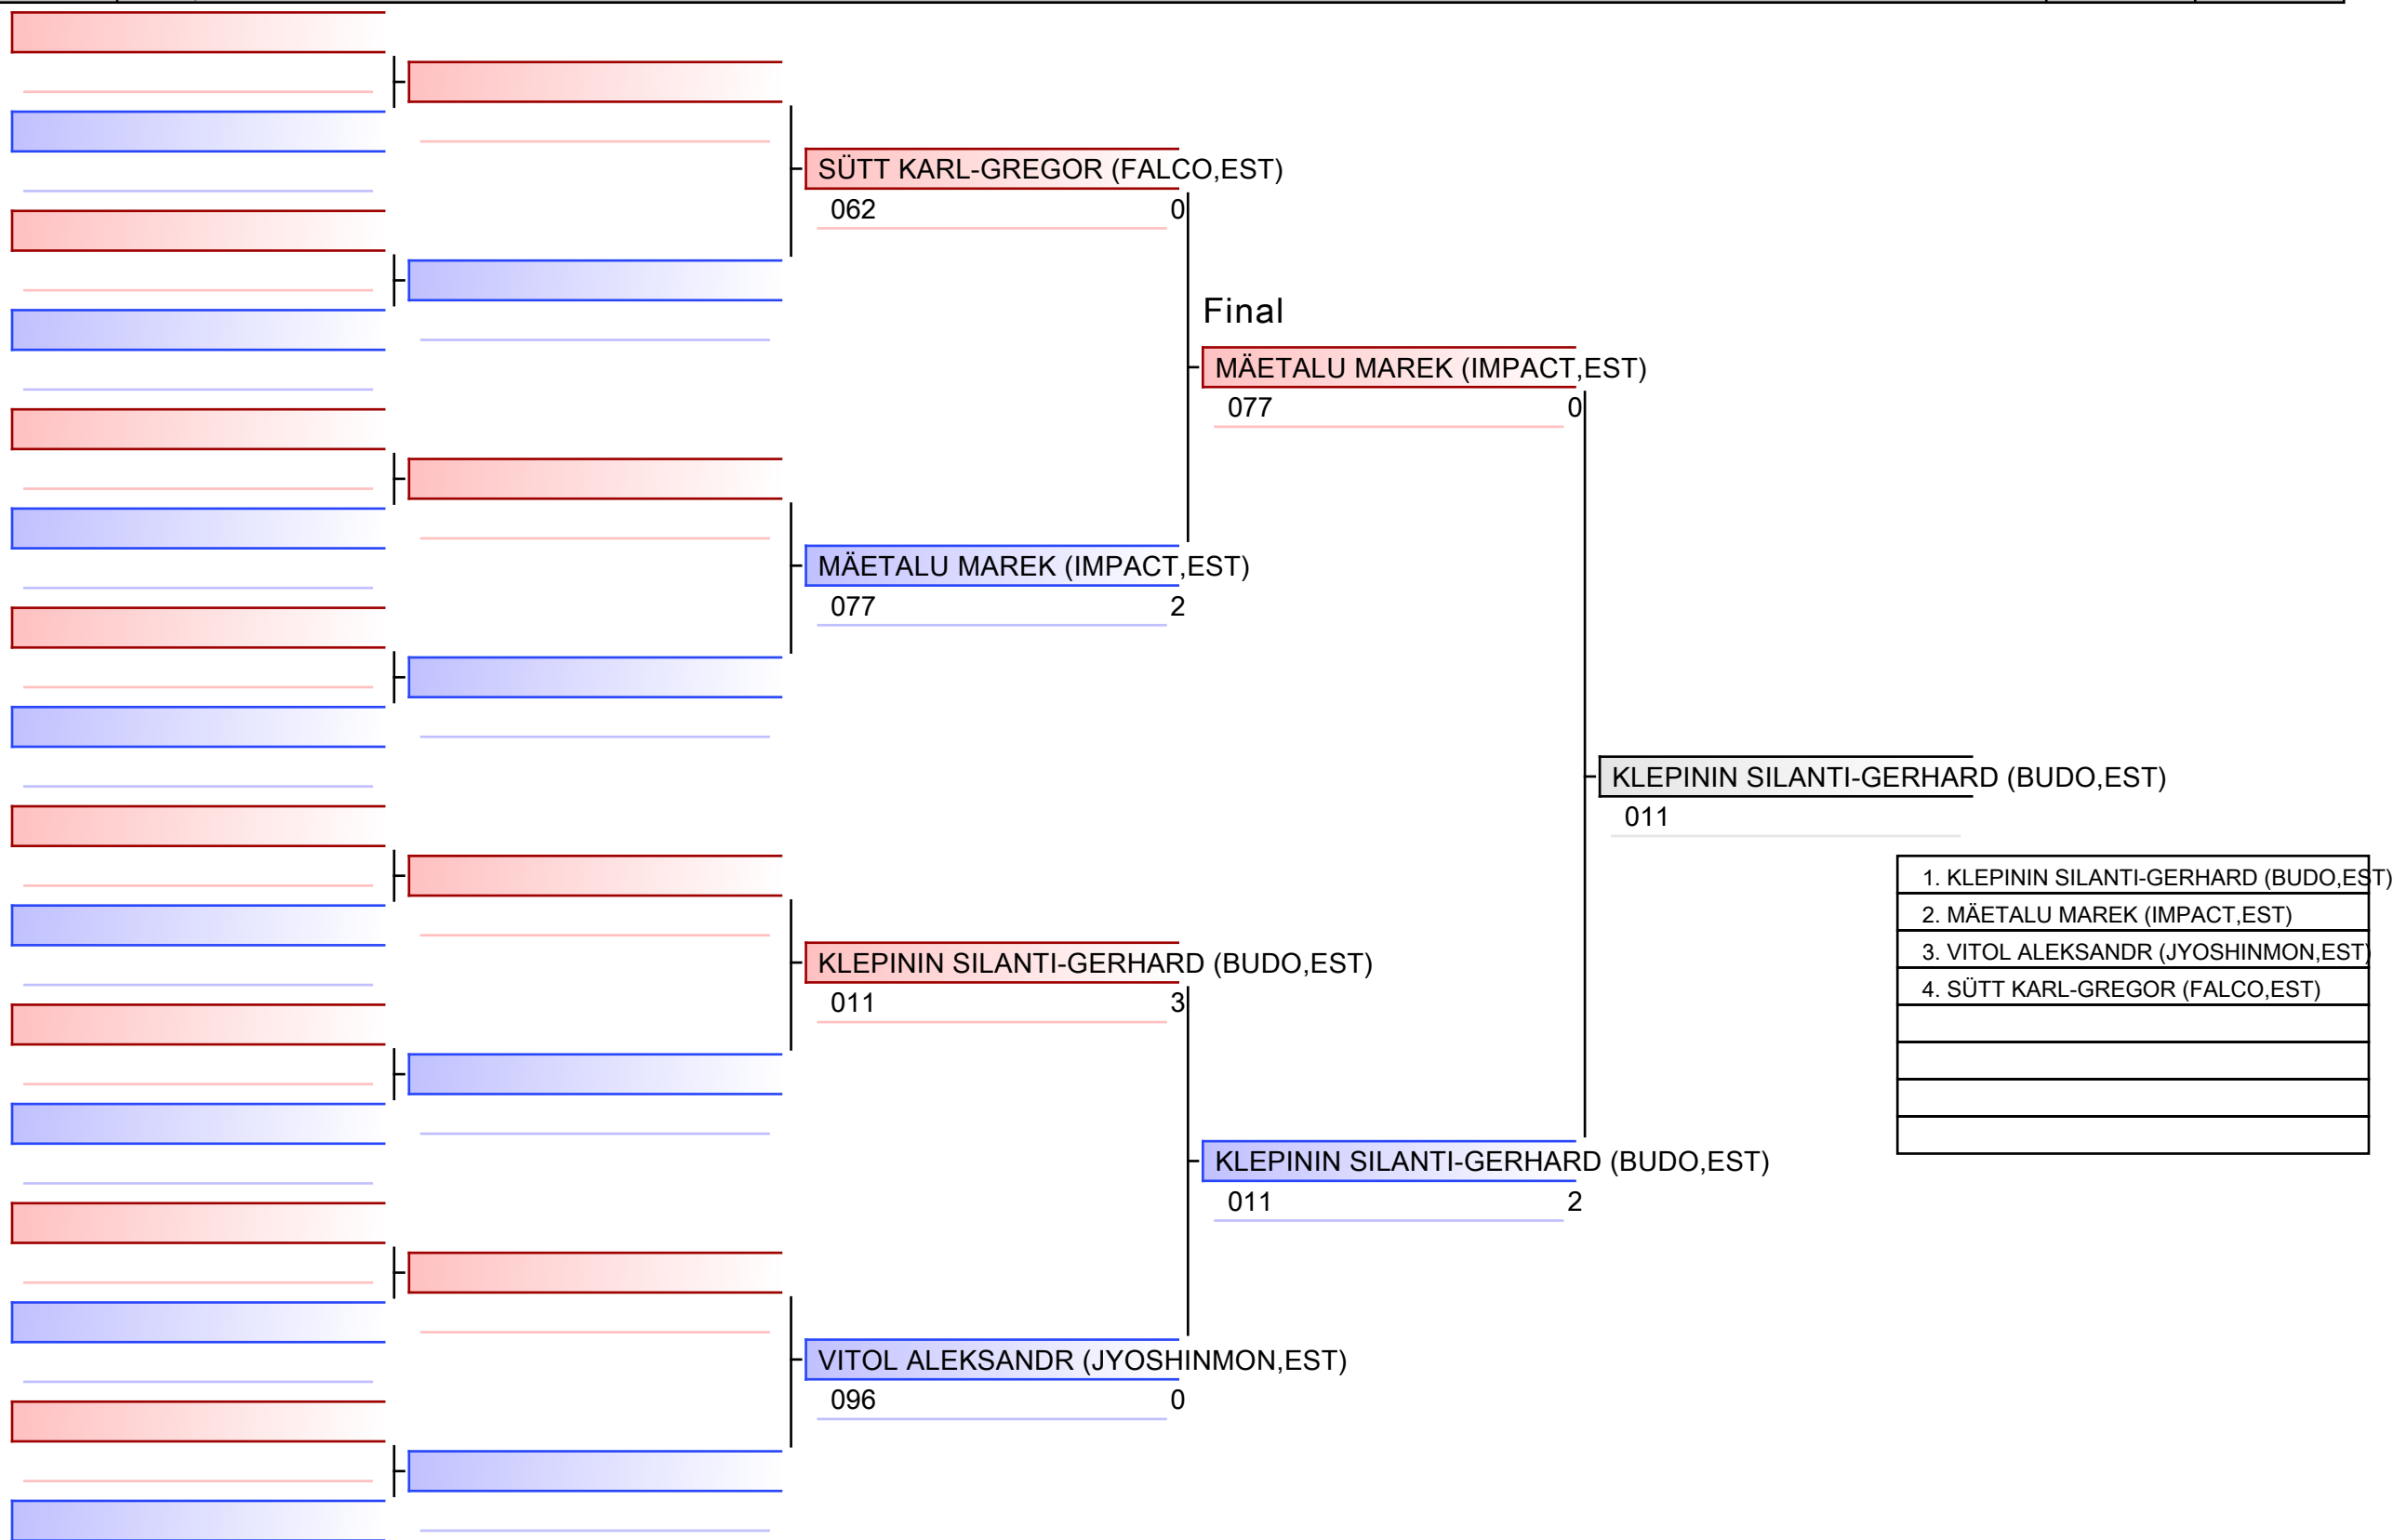 SÜTT KARL-GREGOR (FALCO,EST)
062 0
Final
MÄETALU MAREK (IMPACT,EST)
077 0
MÄETALU MAREK (IMPACT,EST)
077 2
KLEPININ SILANTI-GERHARD (BUDO,EST)
011
1. KLEPININ SILANTI-GERHARD (BUDO,EST)
2. MÄETALU MAREK (IMPACT,EST)
3. VITOL ALEKSANDR (JYOSHINMON,EST)
4. SÜTT KARL-GREGOR (FALCO,EST)
KLEPININ SILANTI-GERHARD (BUDO,EST)
011 3
KLEPININ SILANTI-GERHARD (BUDO,EST)
011 2
VITOL ALEKSANDR (JYOSHINMON,EST)
096 0